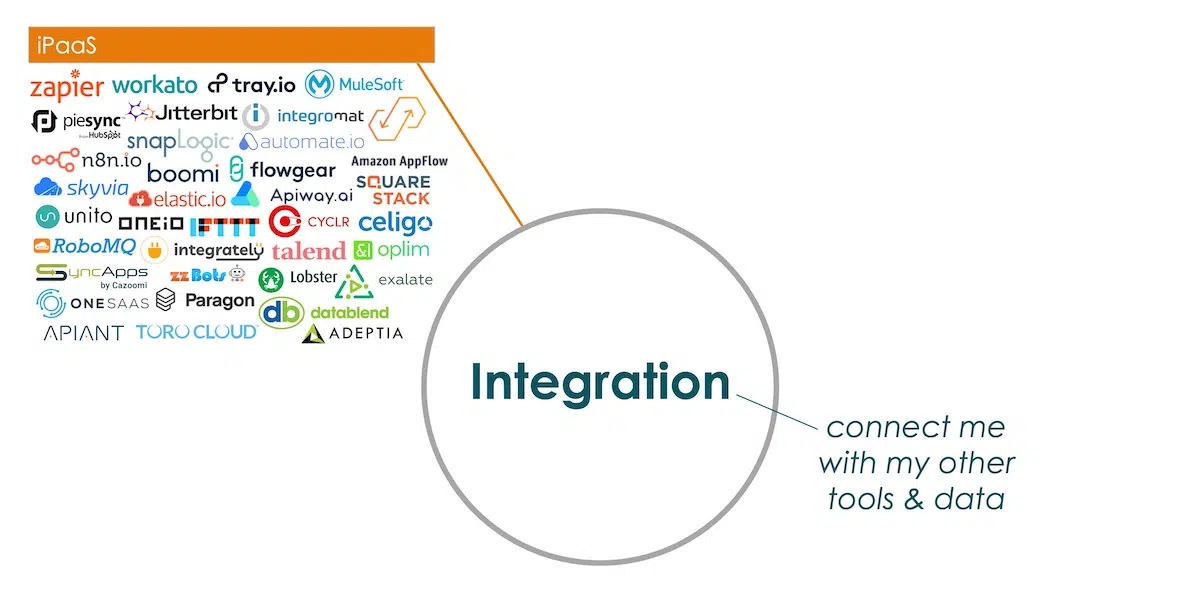 iPaaS
zapier workato tray.io MuleSoft
piesync Jitterbit integromat
from HubSpot
snapLogic automate.io
n8n.io boomi flowgear Amazon AppFlow
skyvia elastic.io Apiway.ai SQUARE
STACK
unito ONEiO IFTTT CYCLR celigo
RoboMQ integrately talend &I oplim
SyncApps zzBots Lobster exalate
by Cazoomi
ONESAAS Paragon db datablend
APIANT TORO CLOUD ADEPTIA
Integration
connect me
with my other
tools & data